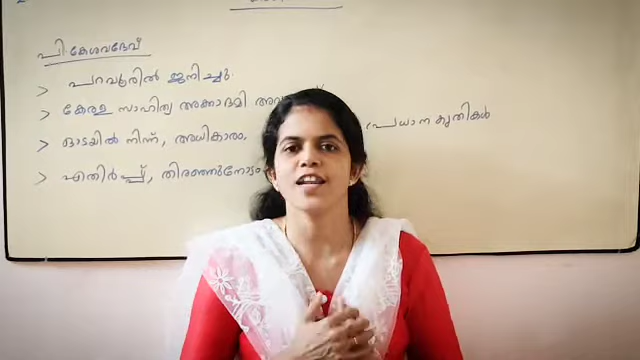 പി. കേശവദേവ്
> പറവൂരിൽ ജനിച്ചു.
> കേരള സാഹിത്യ അക്കാദമി
> ഓടയിൽ നിന്ന്, അധികാരം, പ്രധാന കൃതികൾ
> എതിർപ്പ്, തിരഞ്ഞുനോട്ടം